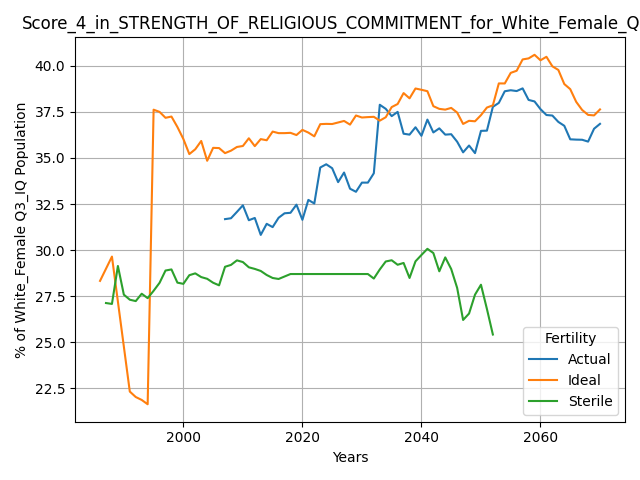 Score_4_in_STRENGTH_OF_RELIGIOUS_COMMITMENT_for_White_Female_Q
% of White_Female Q3_IQ Population
40.0
37.5
35.0
32.5
30.0
27.5
25.0
22.5
2000
2020
2040
2060
Years
Fertility
Actual
Ideal
Sterile